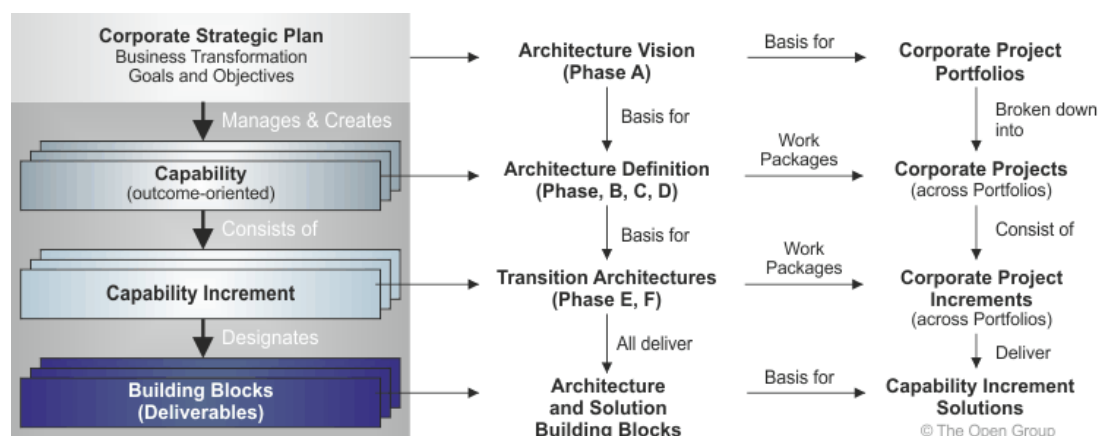 Corporate Strategic Plan
Business Transformation
Goals and Objectives
Manages & Creates
Capability
(outcome-oriented)
Consists of
Capability Increment
Designates
Building Blocks
(Deliverables)
Architecture Vision
(Phase A)
Basis for
Architecture Definition
(Phase, B, C, D)
Basis for
Transition Architectures
(Phase E, F)
All deliver
Architecture
and Solution
Building Blocks
Basis for
Work
Packages
Work
Packages
Basis for
Corporate Project
Portfolios
Broken down
into
Corporate Projects
(across Portfolios)
Consist of
Corporate Project
Increments
(across Portfolios)
Deliver
Capability Increment
Solutions
© The Open Group